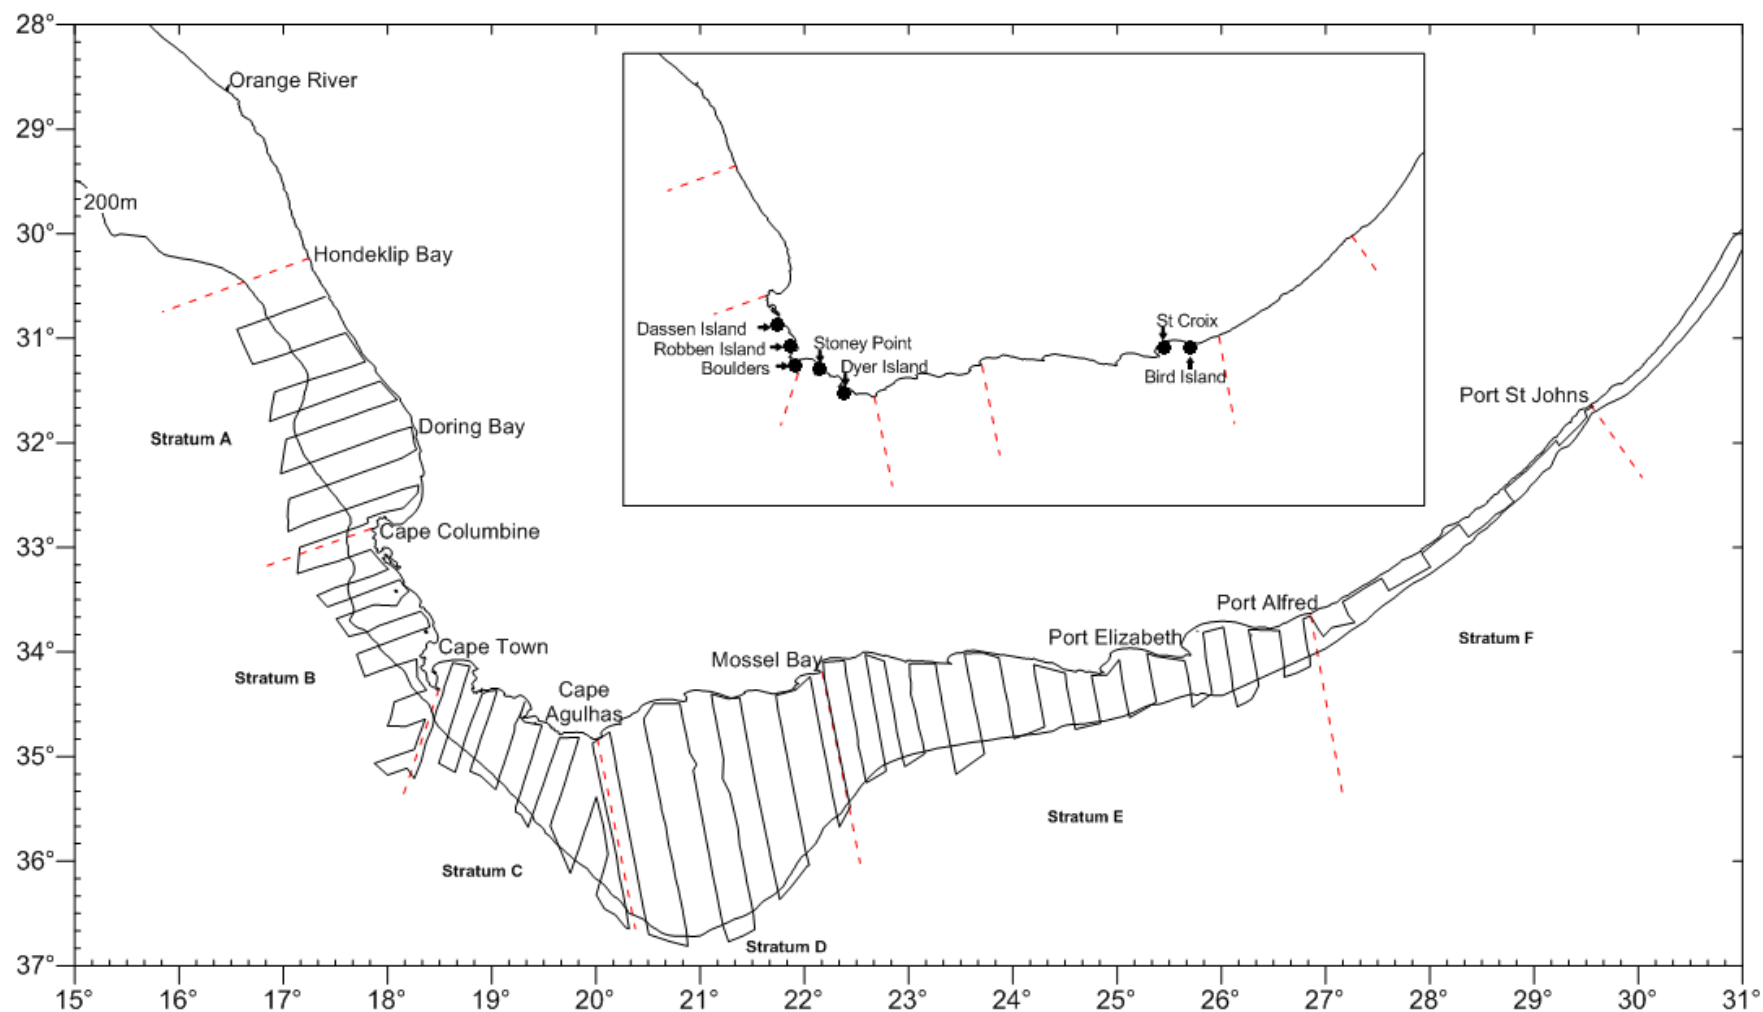 28°
29°
30°
31°
32°
33°
34°
35°
36°
37°
Orange River
200m
Hondeklip Bay
Stratum A
Doring Bay
Cape Columbine
Stratum B
Cape Town
Cape
Agulhas
Stratum C
Mossel Bay
Stratum D
Port Elizabeth
Stratum E
Port Alfred
Stratum F
Port St Johns
Dassen Island
Robben Island
Boulders
Stoney Point
Dyer Island
St Croix
Bird Island
15° 16° 17° 18° 19° 20° 21° 22° 23° 24° 25° 26° 27° 28° 29° 30° 31°